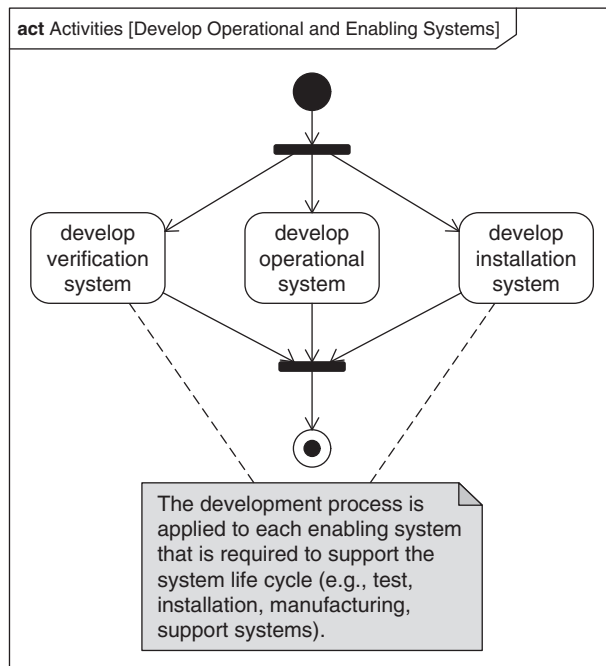 act Activities [Develop Operational and Enabling Systems]
develop
verification
system
develop
operational
system
develop
installation
system
The development process is
applied to each enabling system
that is required to support the
system life cycle (e.g., test,
installation, manufacturing,
support systems).